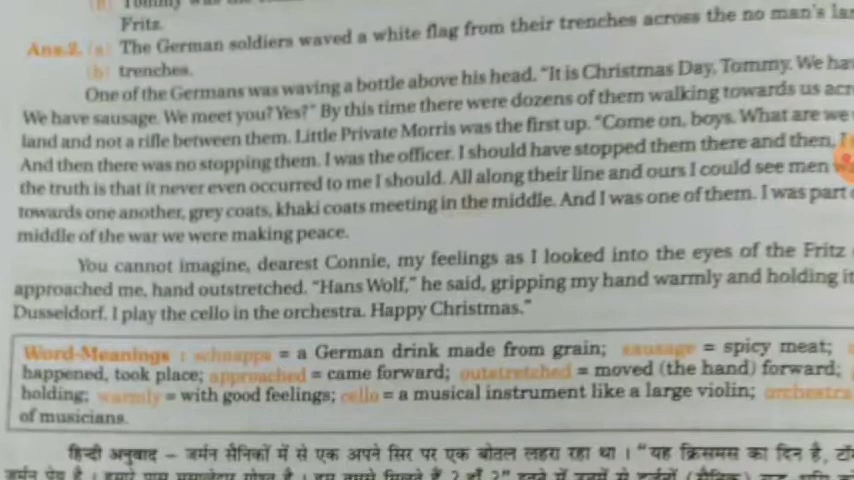 (b) Tommy was the
Fritz.
Ans.2. (a) The German soldiers waved a white flag from their trenches across the no man's
(b) trenches.
One of the Germans was waving a bottle above his head. "It is Christmas Day, Tommy. We
We have sausage. We meet you? Yes?" By this time there were dozens of them walking towards us
land and not a rifle between them. Little Private Morris was the first up. "Come on, boys. What are we
And then there was no stopping them. I was the officer. I should have stopped them there and then.
the truth is that it never even occurred to me I should. All along their line and ours I could see men
towards one another, grey coats, khaki coats meeting in the middle. And I was one of them. I was part
middle of the war we were making peace.
You cannot imagine, dearest Connie, my feelings as I looked into the eyes of the Fritz
approached me, hand outstretched. "Hans Wolf," he said, gripping my hand warmly and holding it
Dusseldorf. I play the cello in the orchestra. Happy Christmas."
Word-Meanings : schnapps = a German drink made from grain; sausage = spicy meat;
happened, took place; approached = came forward; outstretched = moved (the hand) forward;
holding; warmly = with good feelings; cello = a musical instrument like a large violin; orchestra
of musicians.
हिन्दी अनुवाद – जर्मन सैनिकों में से एक अपने सिर पर एक बोतल लहरा रहा था । "यह क्रिसमस का दिन है,